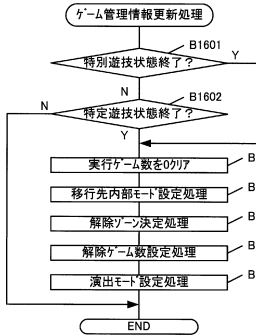 ゲーム管理情報更新処理
B1601
特別遊技状態終了？
Y
N
B1602
N
特定遊技状態終了？
Y
実行ゲーム数を0クリア
B
移行先内部モード設定処理
B
解除ゾーン決定処理
B
解除ゲーム数設定処理
B
演出モード設定処理
B
END